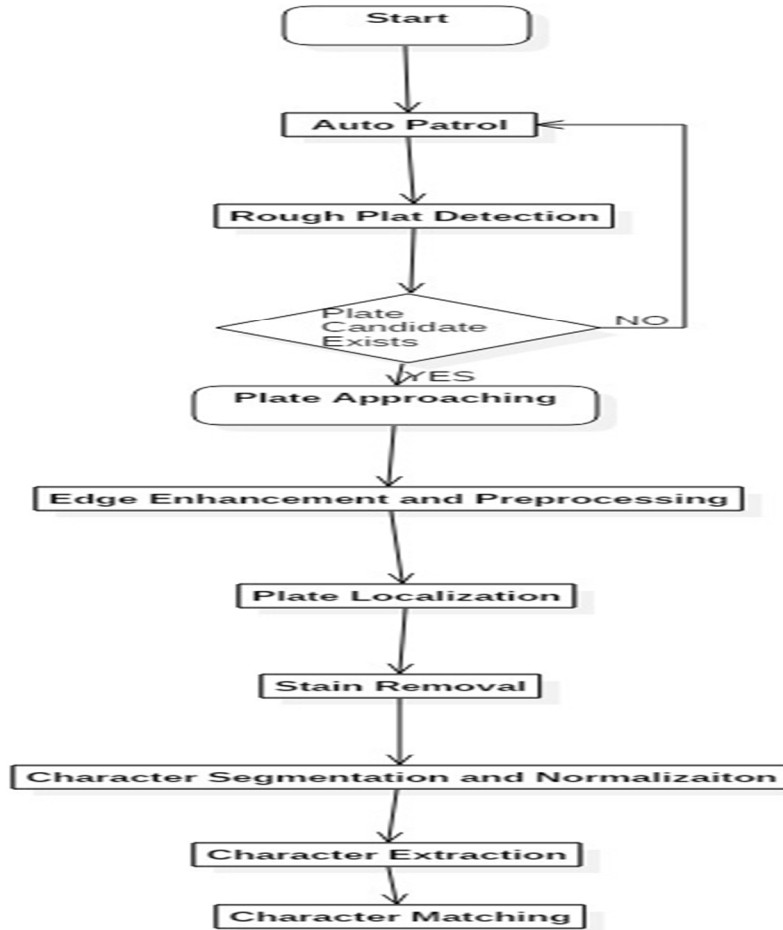 Start
Auto Patrol
Rough Plat Detection
Plate
Candidate
Exists
NO
YES
Plate Approaching
Edge Enhancement and Preprocessing
Plate Localization
Stain Removal
Character Segmentation and Normalizaiton
Character Extraction
Character Matching